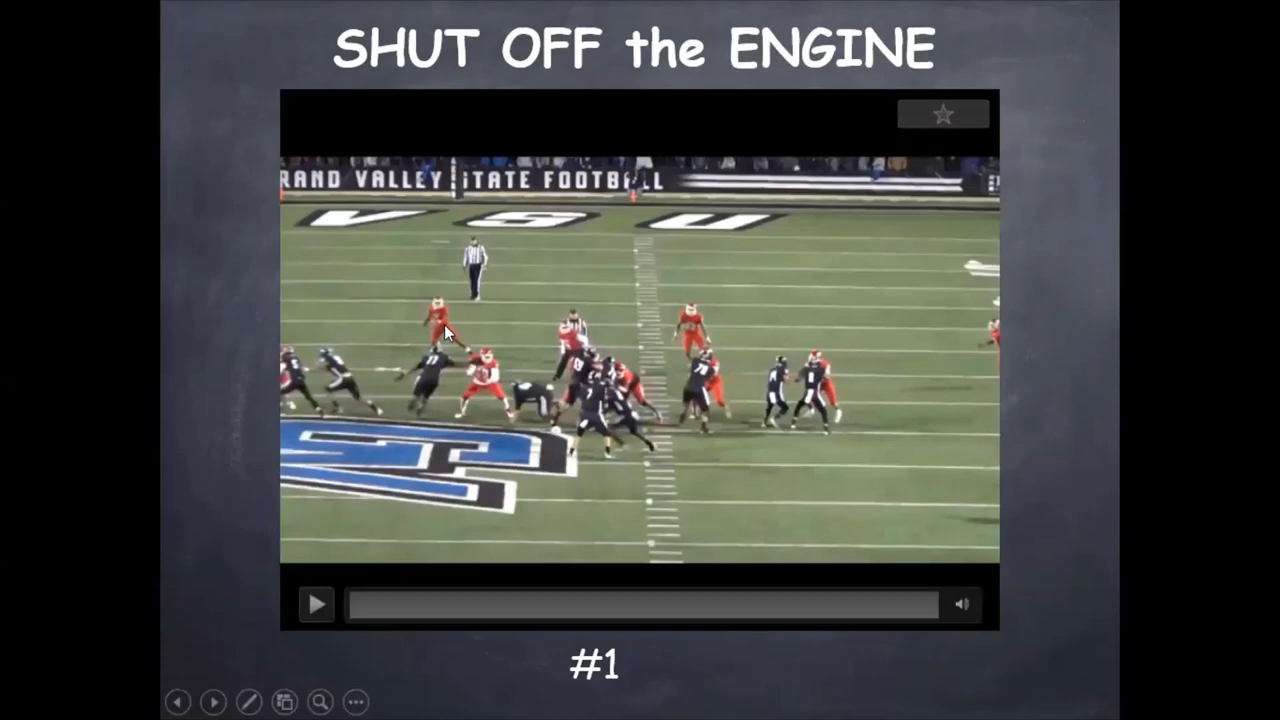 SHUT OFF the ENGINE
RAND VALLEY STATE FOOTBALL
V S U
#1